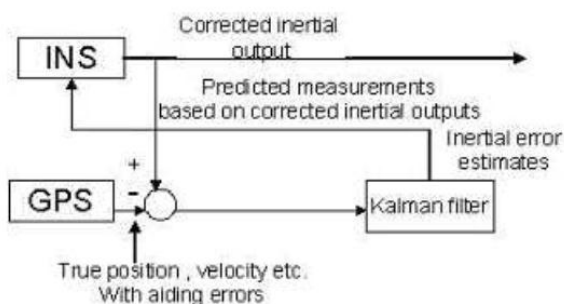 Corrected inertial
output
INS
Predicted measurements
based on corrected inertial outputs
Inertial error
estimates
+
-
GPS
Kalman filter
True position , velocity etc.
With aiding errors